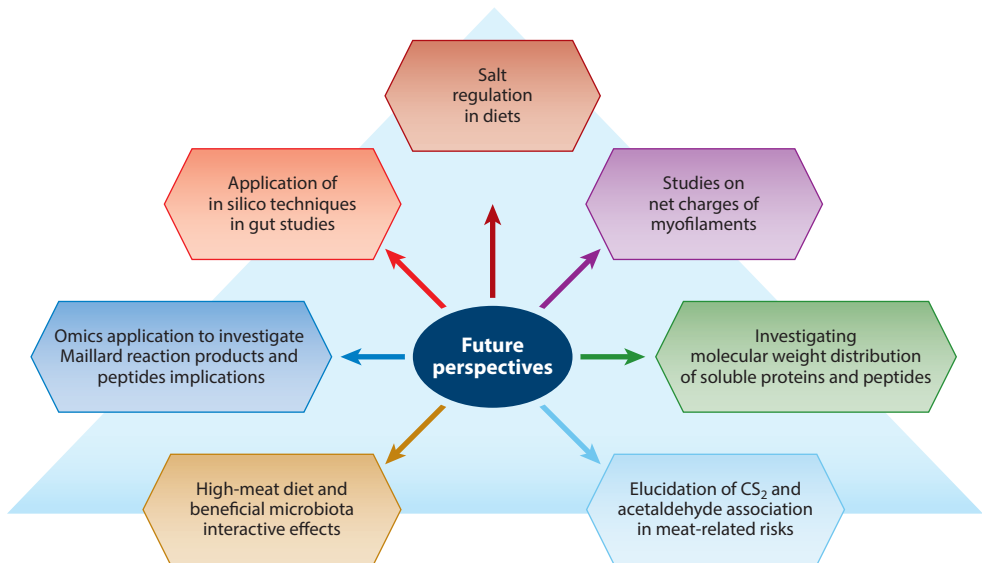 Salt
regulation
in diets
Application of
in silico techniques
in gut studies
Studies on
net charges of
myofilaments
Omics application to investigate
Maillard reaction products and
peptides implications
Future
perspectives
Investigating
molecular weight distribution
of soluble proteins and peptides
High-meat diet and
beneficial microbiota
interactive effects
Elucidation of CS₂ and
acetaldehyde association
in meat-related risks